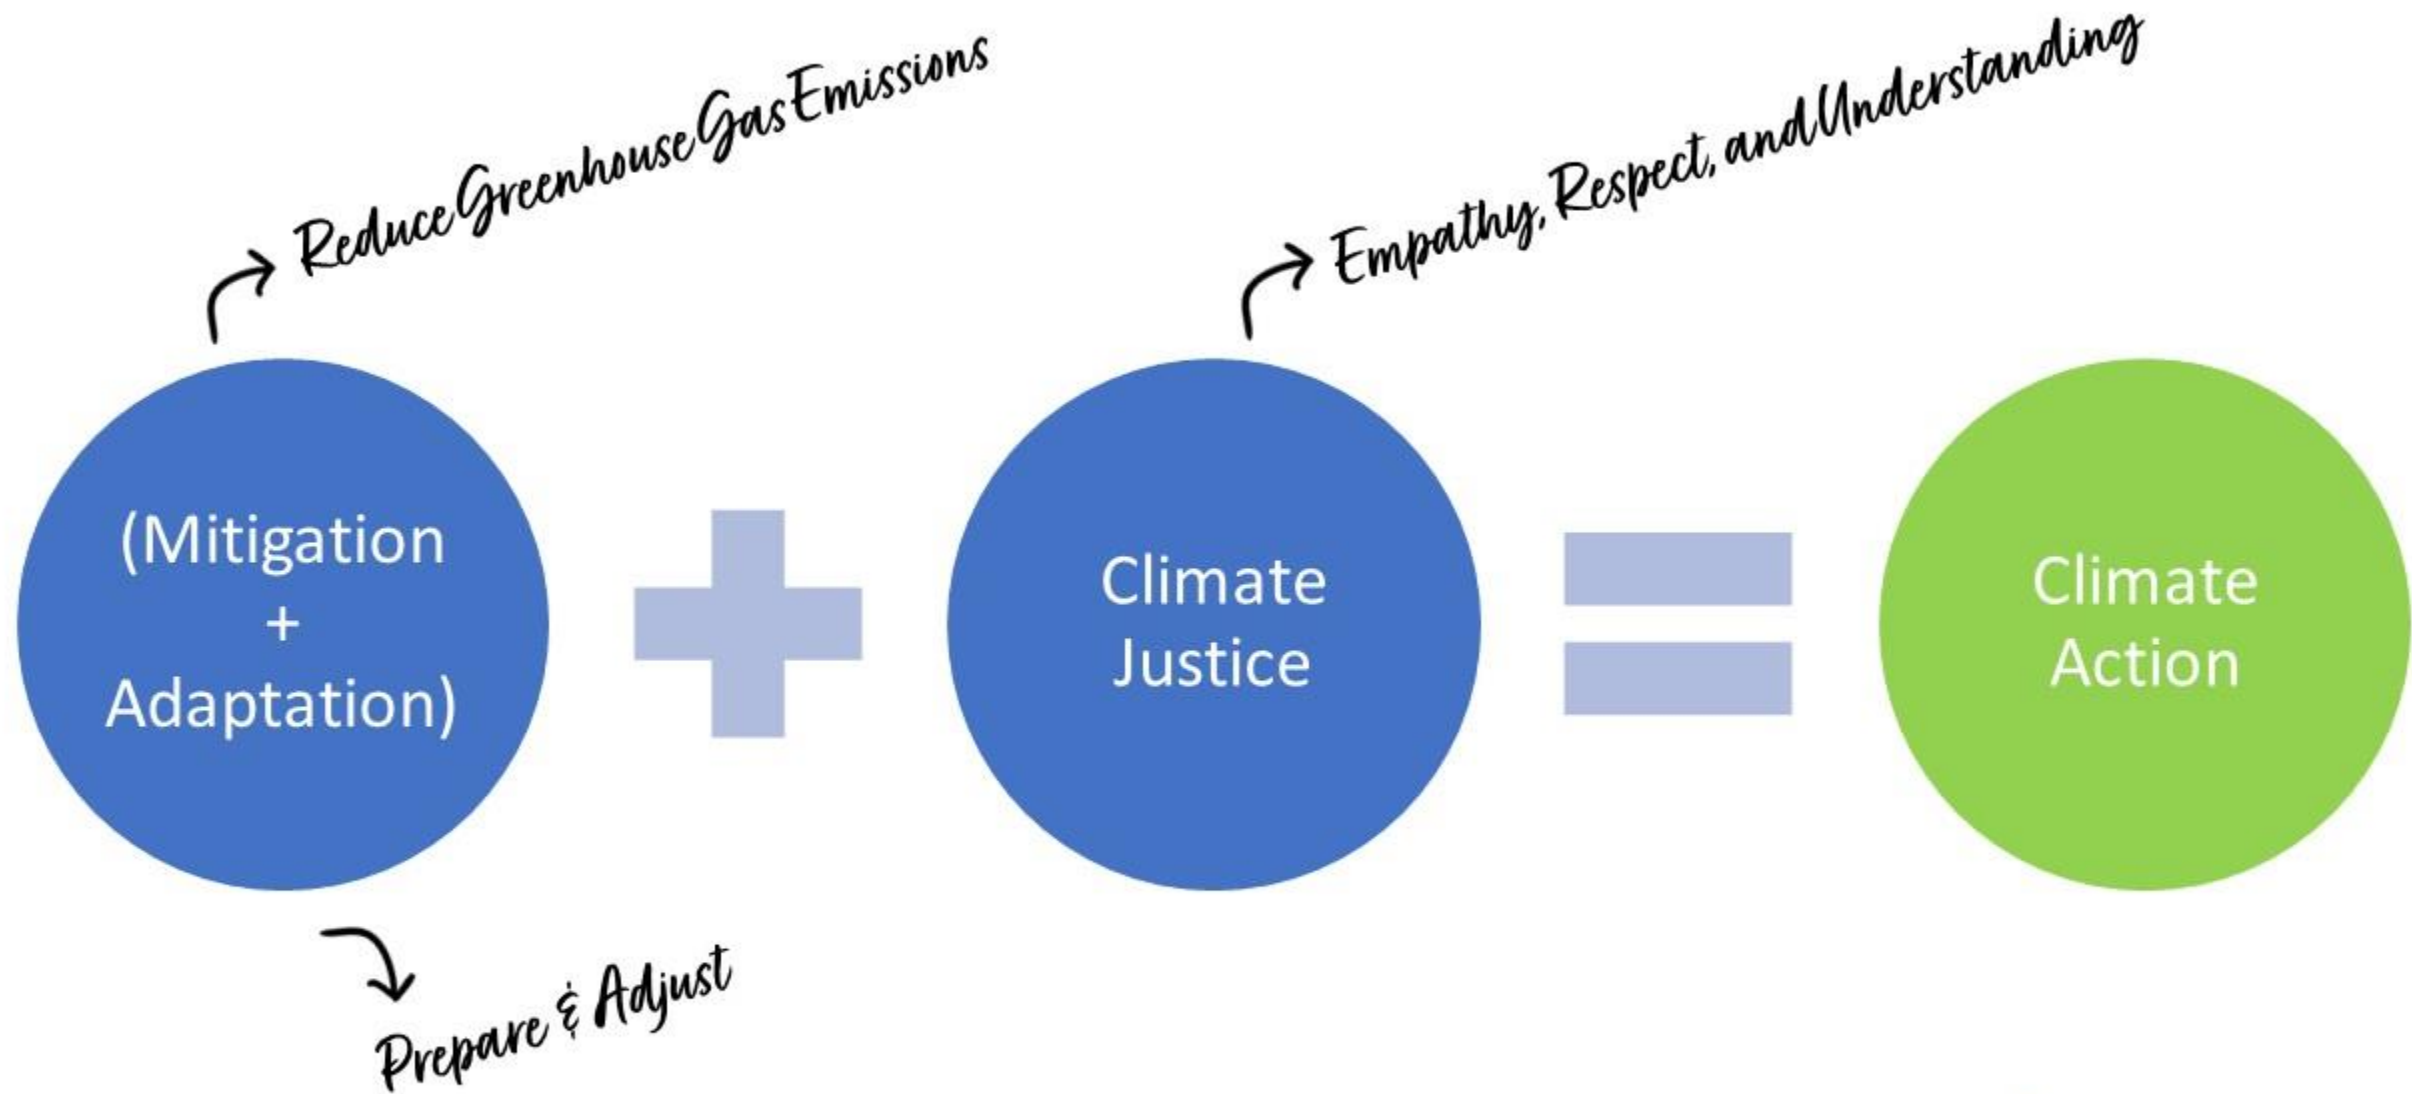 Reduce Greenhouse Gas Emissions
Empathy, Respect, and Understanding
(Mitigation
+
Adaptation)
Climate
Justice
Climate
Action
Prepare & Adjust